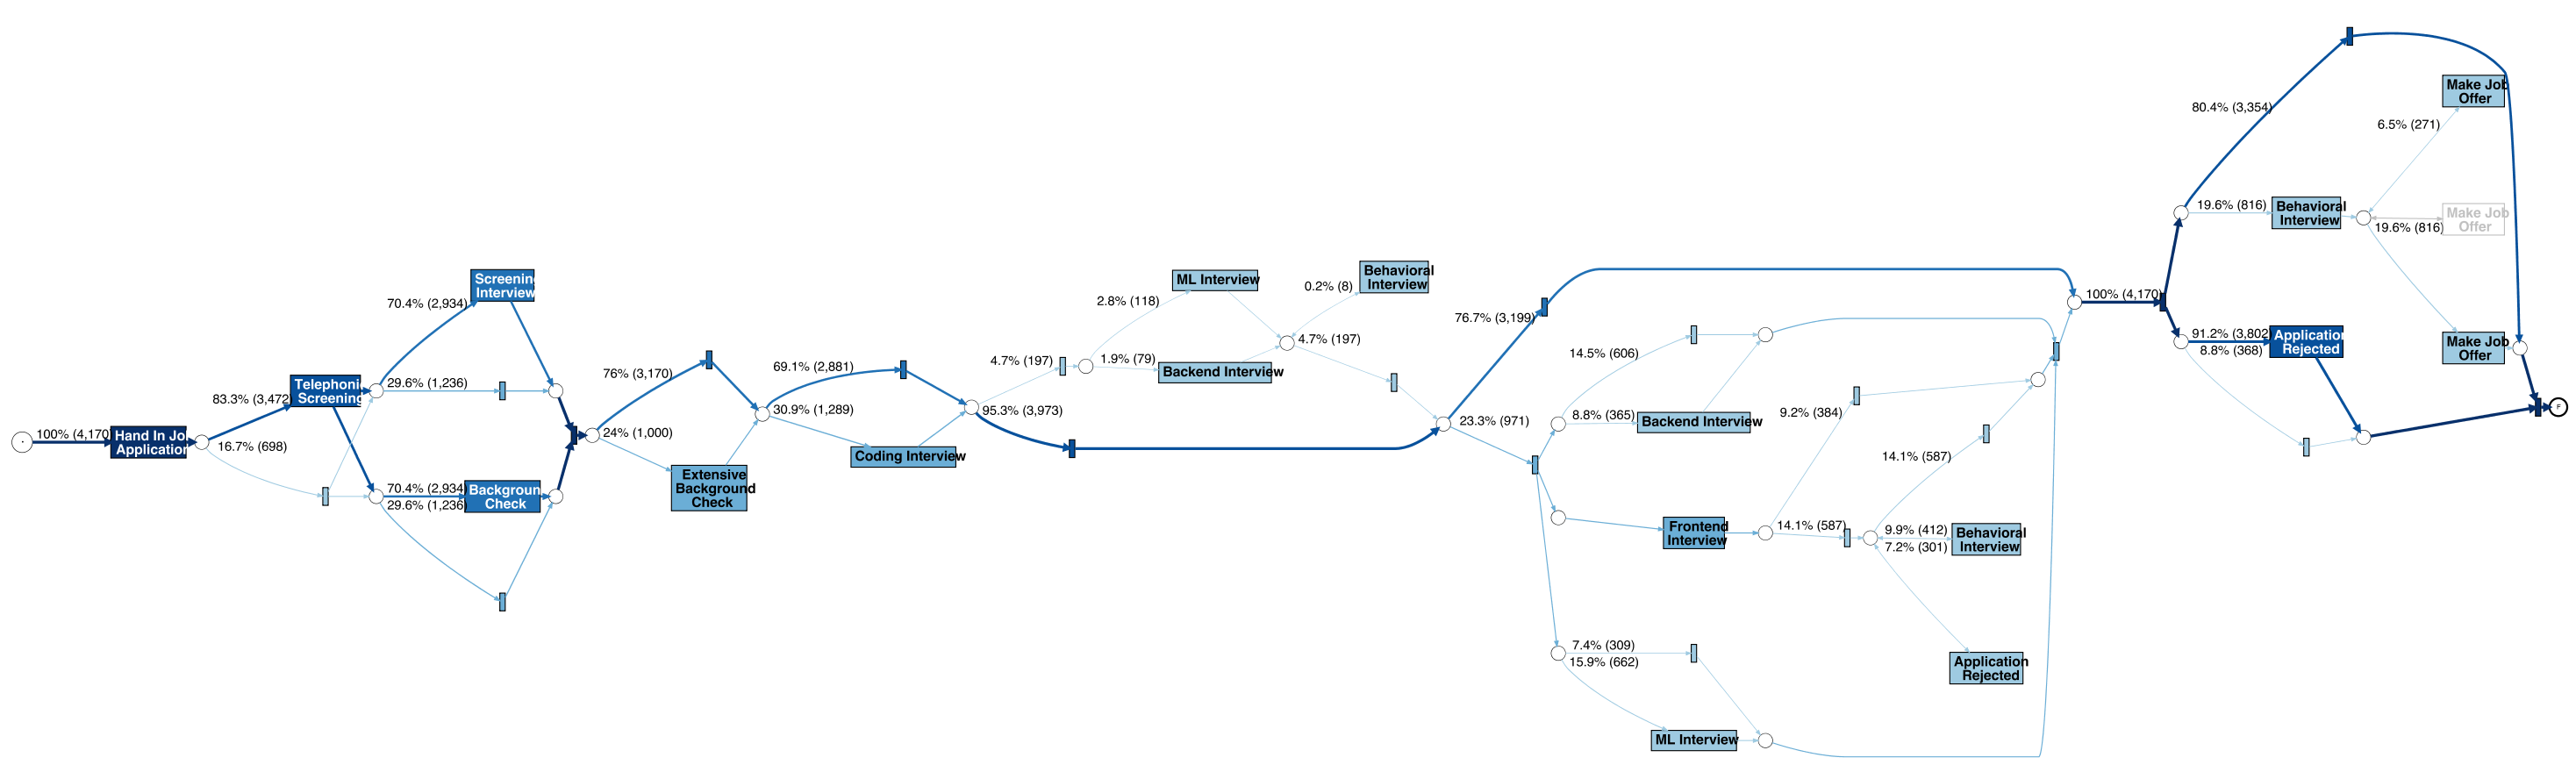 100% (4,170)
Hand In Jo
Application
83.3% (3,472)
16.7% (698)
Telephoni
Screening
70.4% (2,934)
29.6% (1,236)
70.4% (2,934)
29.6% (1,236)
Screenin
Interview
Backgroun
Check
76% (3,170)
24% (1,000)
Extensive
Background
Check
69.1% (2,881)
30.9% (1,289)
Coding Interview
4.7% (197)
95.3% (3,973)
2.8% (118)
1.9% (79)
ML Interview
Backend Interview
0.2% (8)
4.7% (197)
Behavioral
Interview
76.7% (3,199)
23.3% (971)
14.5% (606)
8.8% (365)
Backend Interview
Frontend
Interview
9.2% (384)
14.1% (587)
14.1% (587)
9.9% (412)
7.2% (301)
Behavioral
Interview
Application
Rejected
7.4% (309)
15.9% (662)
ML Interview
100% (4,170)
80.4% (3,354)
19.6% (816)
Behavioral
Interview
6.5% (271)
19.6% (816)
Make Job
Offer
Make Job
Offer
Make Job
Offer
91.2% (3,802)
8.8% (368)
Application
Rejected
F